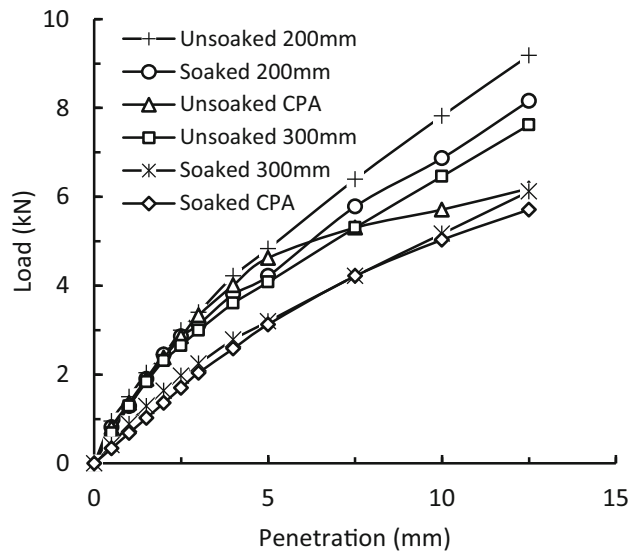 10
8
6
4
2
0
Load (kN)
Unsoaked 200mm
Soaked 200mm
Unsoaked CPA
Unsoaked 300mm
Soaked 300mm
Soaked CPA
0 5 10 15
Penetration (mm)